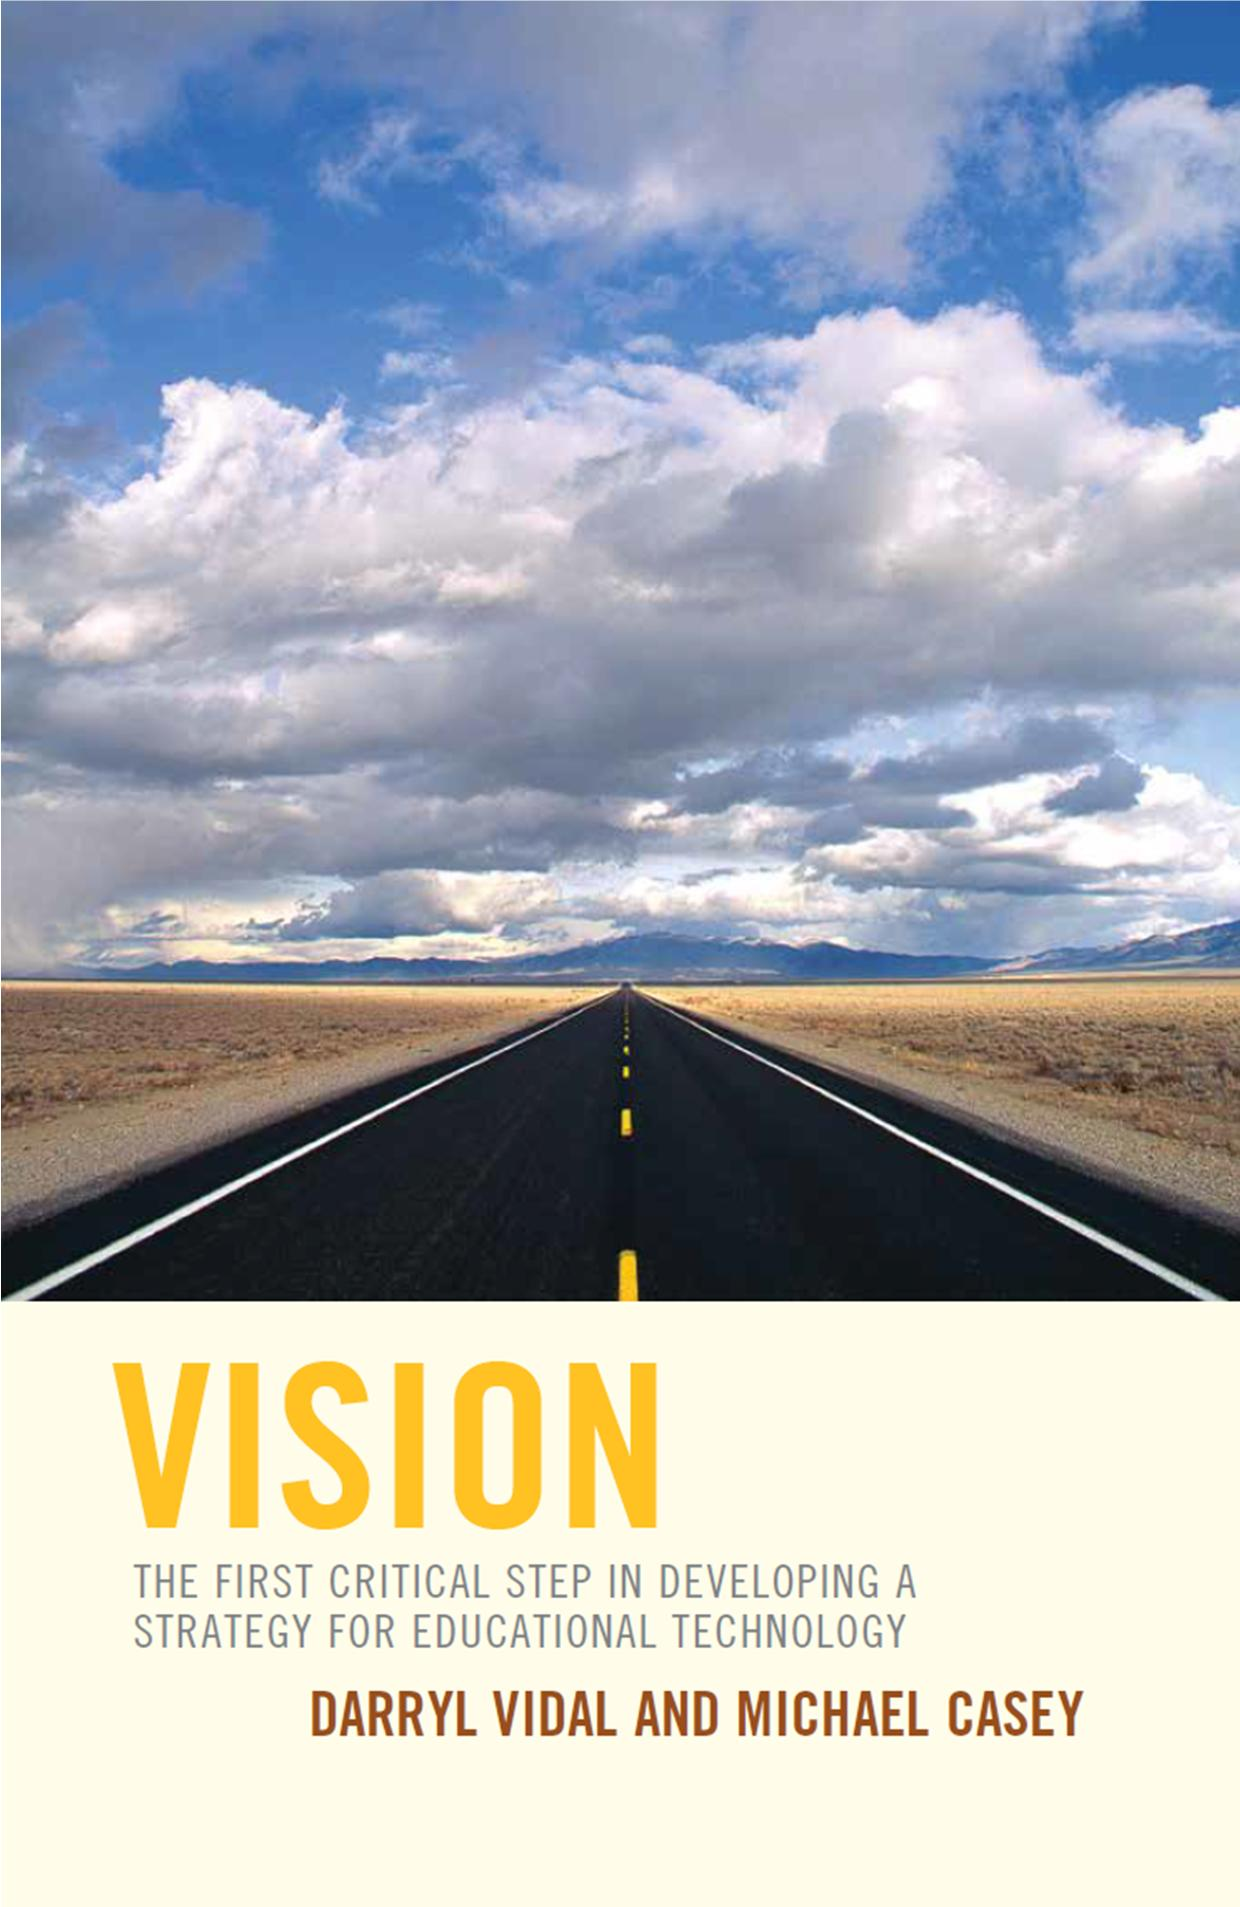 VISION
THE FIRST CRITICAL STEP IN DEVELOPING A
STRATEGY FOR EDUCATIONAL TECHNOLOGY
DARRYL VIDAL AND MICHAEL CASEY